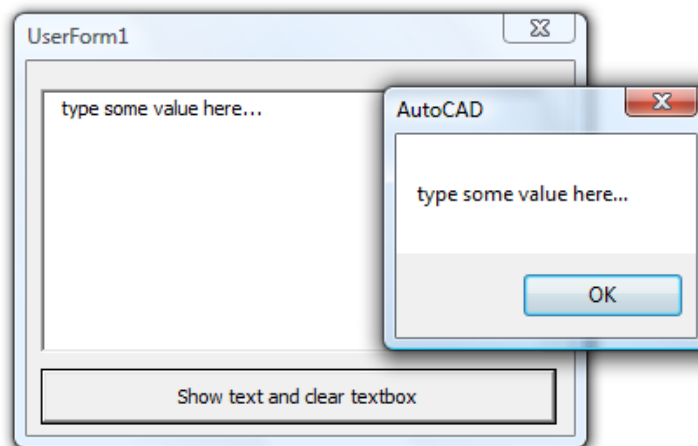 UserForm1
type some value here...
Show text and clear textbox
AutoCAD
type some value here...
OK